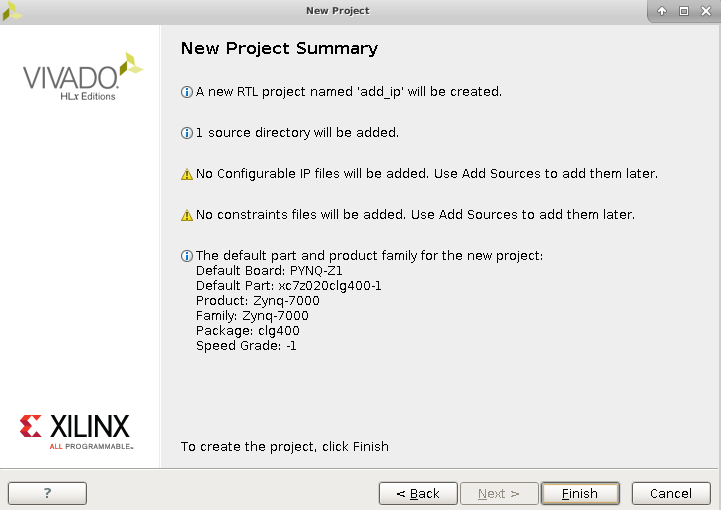 New Project
VIVADO.
HLx Editions
New Project Summary
A new RTL project named 'add_ip' will be created.
1 source directory will be added.
No Configurable IP files will be added. Use Add Sources to add them later.
No constraints files will be added. Use Add Sources to add them later.
The default part and product family for the new project:
Default Board: PYNQ-Z1
Default Part: xc7z020clg400-1
Product: Zynq-7000
Family: Zynq-7000
Package: clg400
Speed Grade: -1
XILINX
ALL PROGRAMMABLE™
To create the project, click Finish
?
< Back
Next >
Finish
Cancel